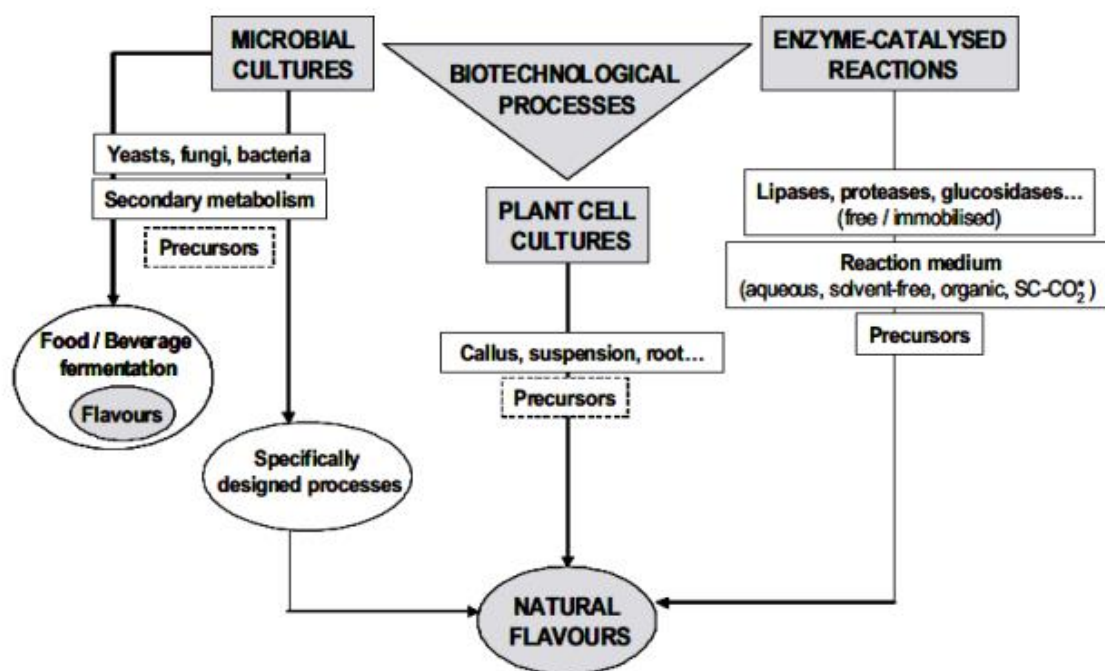 MICROBIAL
CULTURES
BIOTECHNOLOGICAL
PROCESSES
ENZYME-CATALYSED
REACTIONS
Yeasts, fungi, bacteria
Secondary metabolism
Precursors
Food / Beverage
fermentation
Flavours
Specifically
designed processes
PLANT CELL
CULTURES
Callus, suspension, root...
Precursors
Lipases, proteases, glucosidases...
(free / immobilised)
Reaction medium
(aqueous, solvent-free, organic, SC-CO₂*)
Precursors
NATURAL
FLAVOURS